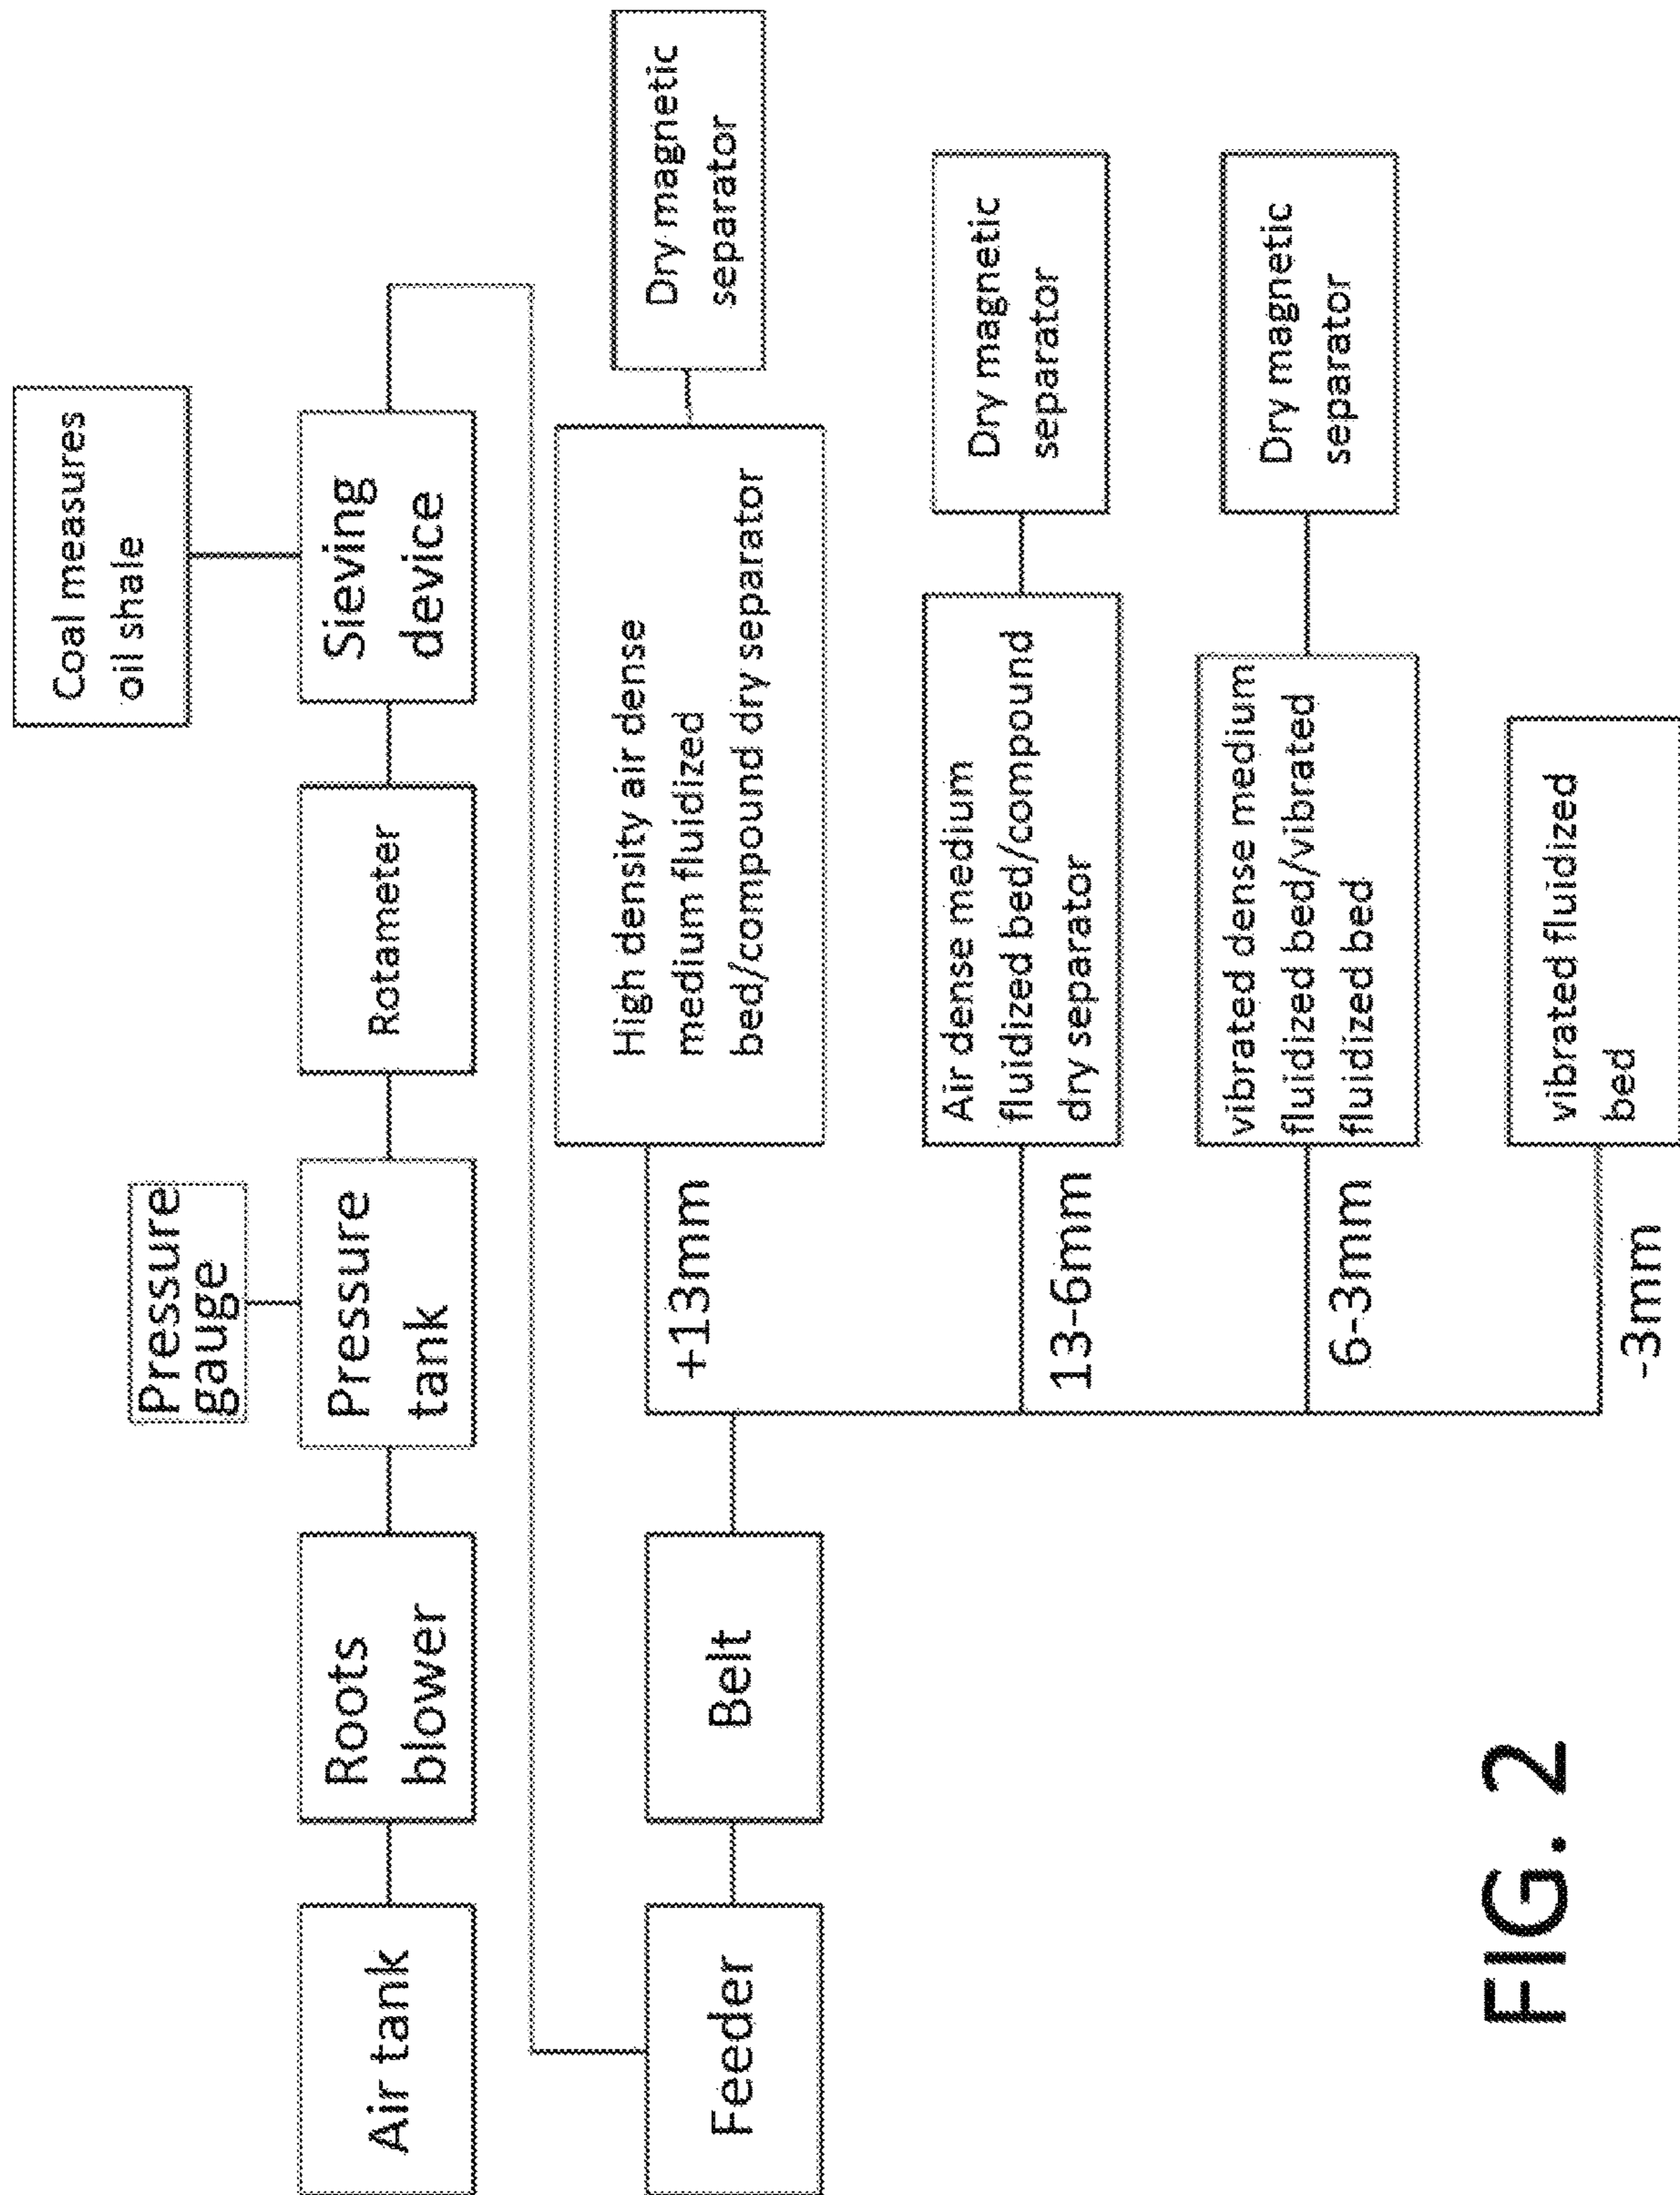 Coal measures
oil shale
Pressure
gauge
Air tank
Roots
blower
Pressure
tank
Rotameter
Sieving
device
Feeder
Belt
+13mm
High density air dense
medium fluidized
bed/compound dry separator
Dry magnetic
separator
13-6mm
Air dense medium
fluidized bed/compound
dry separator
Dry magnetic
separator
6-3mm
vibrated dense medium
fluidized bed/vibrated
fluidized bed
Dry magnetic
separator
-3mm
vibrated fluidized
bed
FIG. 2